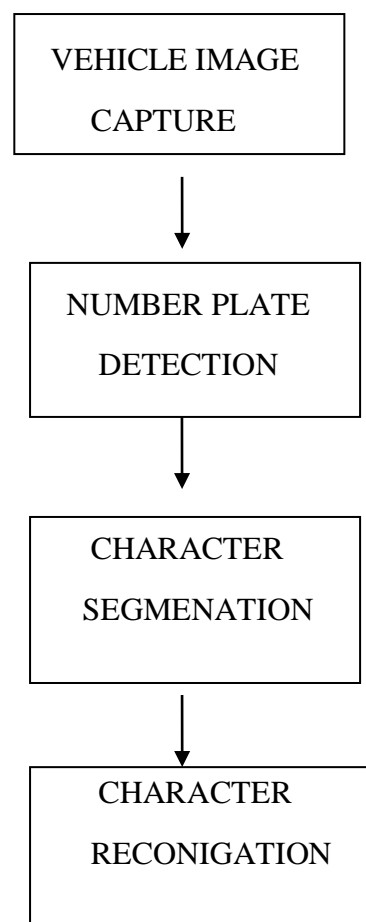 VEHICLE IMAGE
CAPTURE
NUMBER PLATE
DETECTION
CHARACTER
SEGMENATION
CHARACTER
RECONIGATION